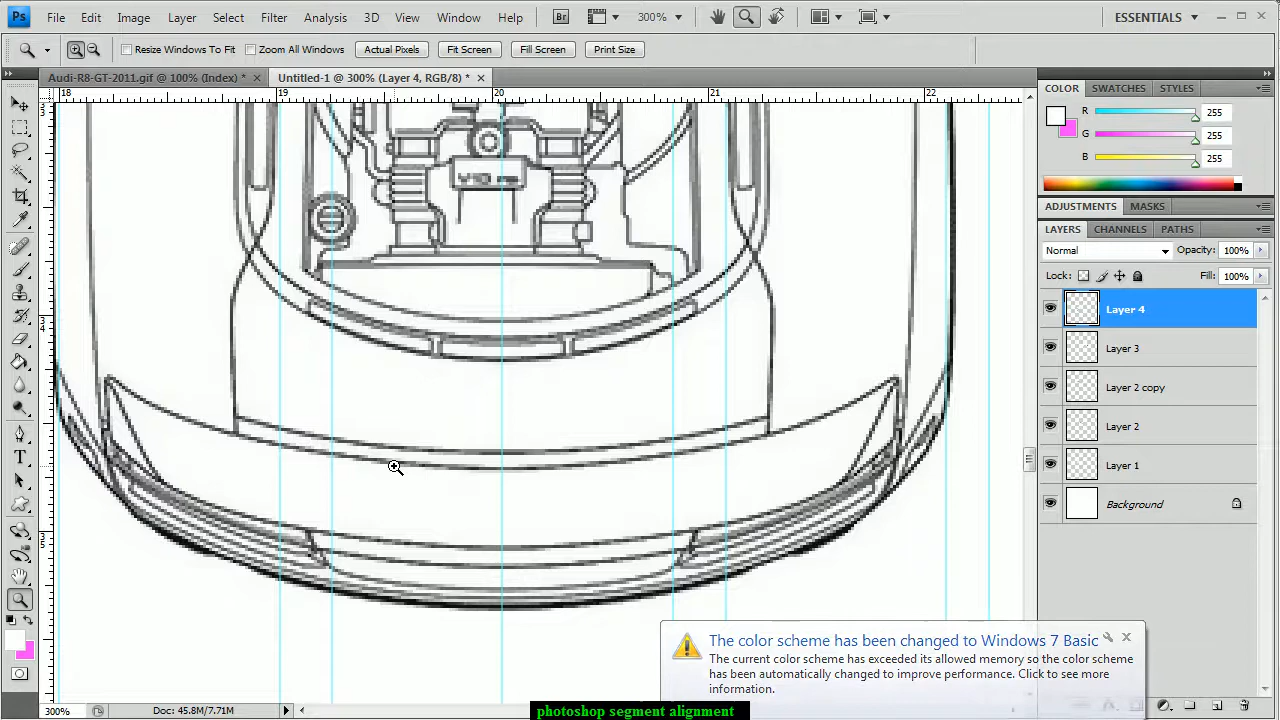 Ps File Edit Image Layer Select Filter Analysis 3D View Window Help Br 300% ESSENTIALS
Resize Windows To Fit Zoom All Windows Actual Pixels Fit Screen Fill Screen Print Size
Audi-R8-GT-2011.gif @ 100% (Index) * Untitled-1 @ 300% (Layer 4, RGB/8) *
18 19 20 21 22
COLOR SWATCHES STYLES
R 255
G 255
B 255
ADJUSTMENTS MASKS
LAYERS CHANNELS PATHS
Normal Opacity: 100%
Lock: Fill: 100%
Layer 4
Layer 3
Layer 2 copy
Layer 2
Layer 1
Background
The color scheme has been changed to Windows 7 Basic
The current color scheme has exceeded its allowed memory so the color scheme
has been automatically changed to improve performance. Click to see more
information.
300% Doc: 45.8M/7.71M
photoshop segment alignment